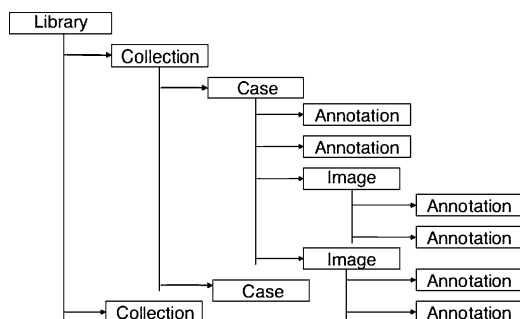 Library
Collection
Case
Annotation
Annotation
Image
Annotation
Annotation
Image
Annotation
Case
Annotation
Collection